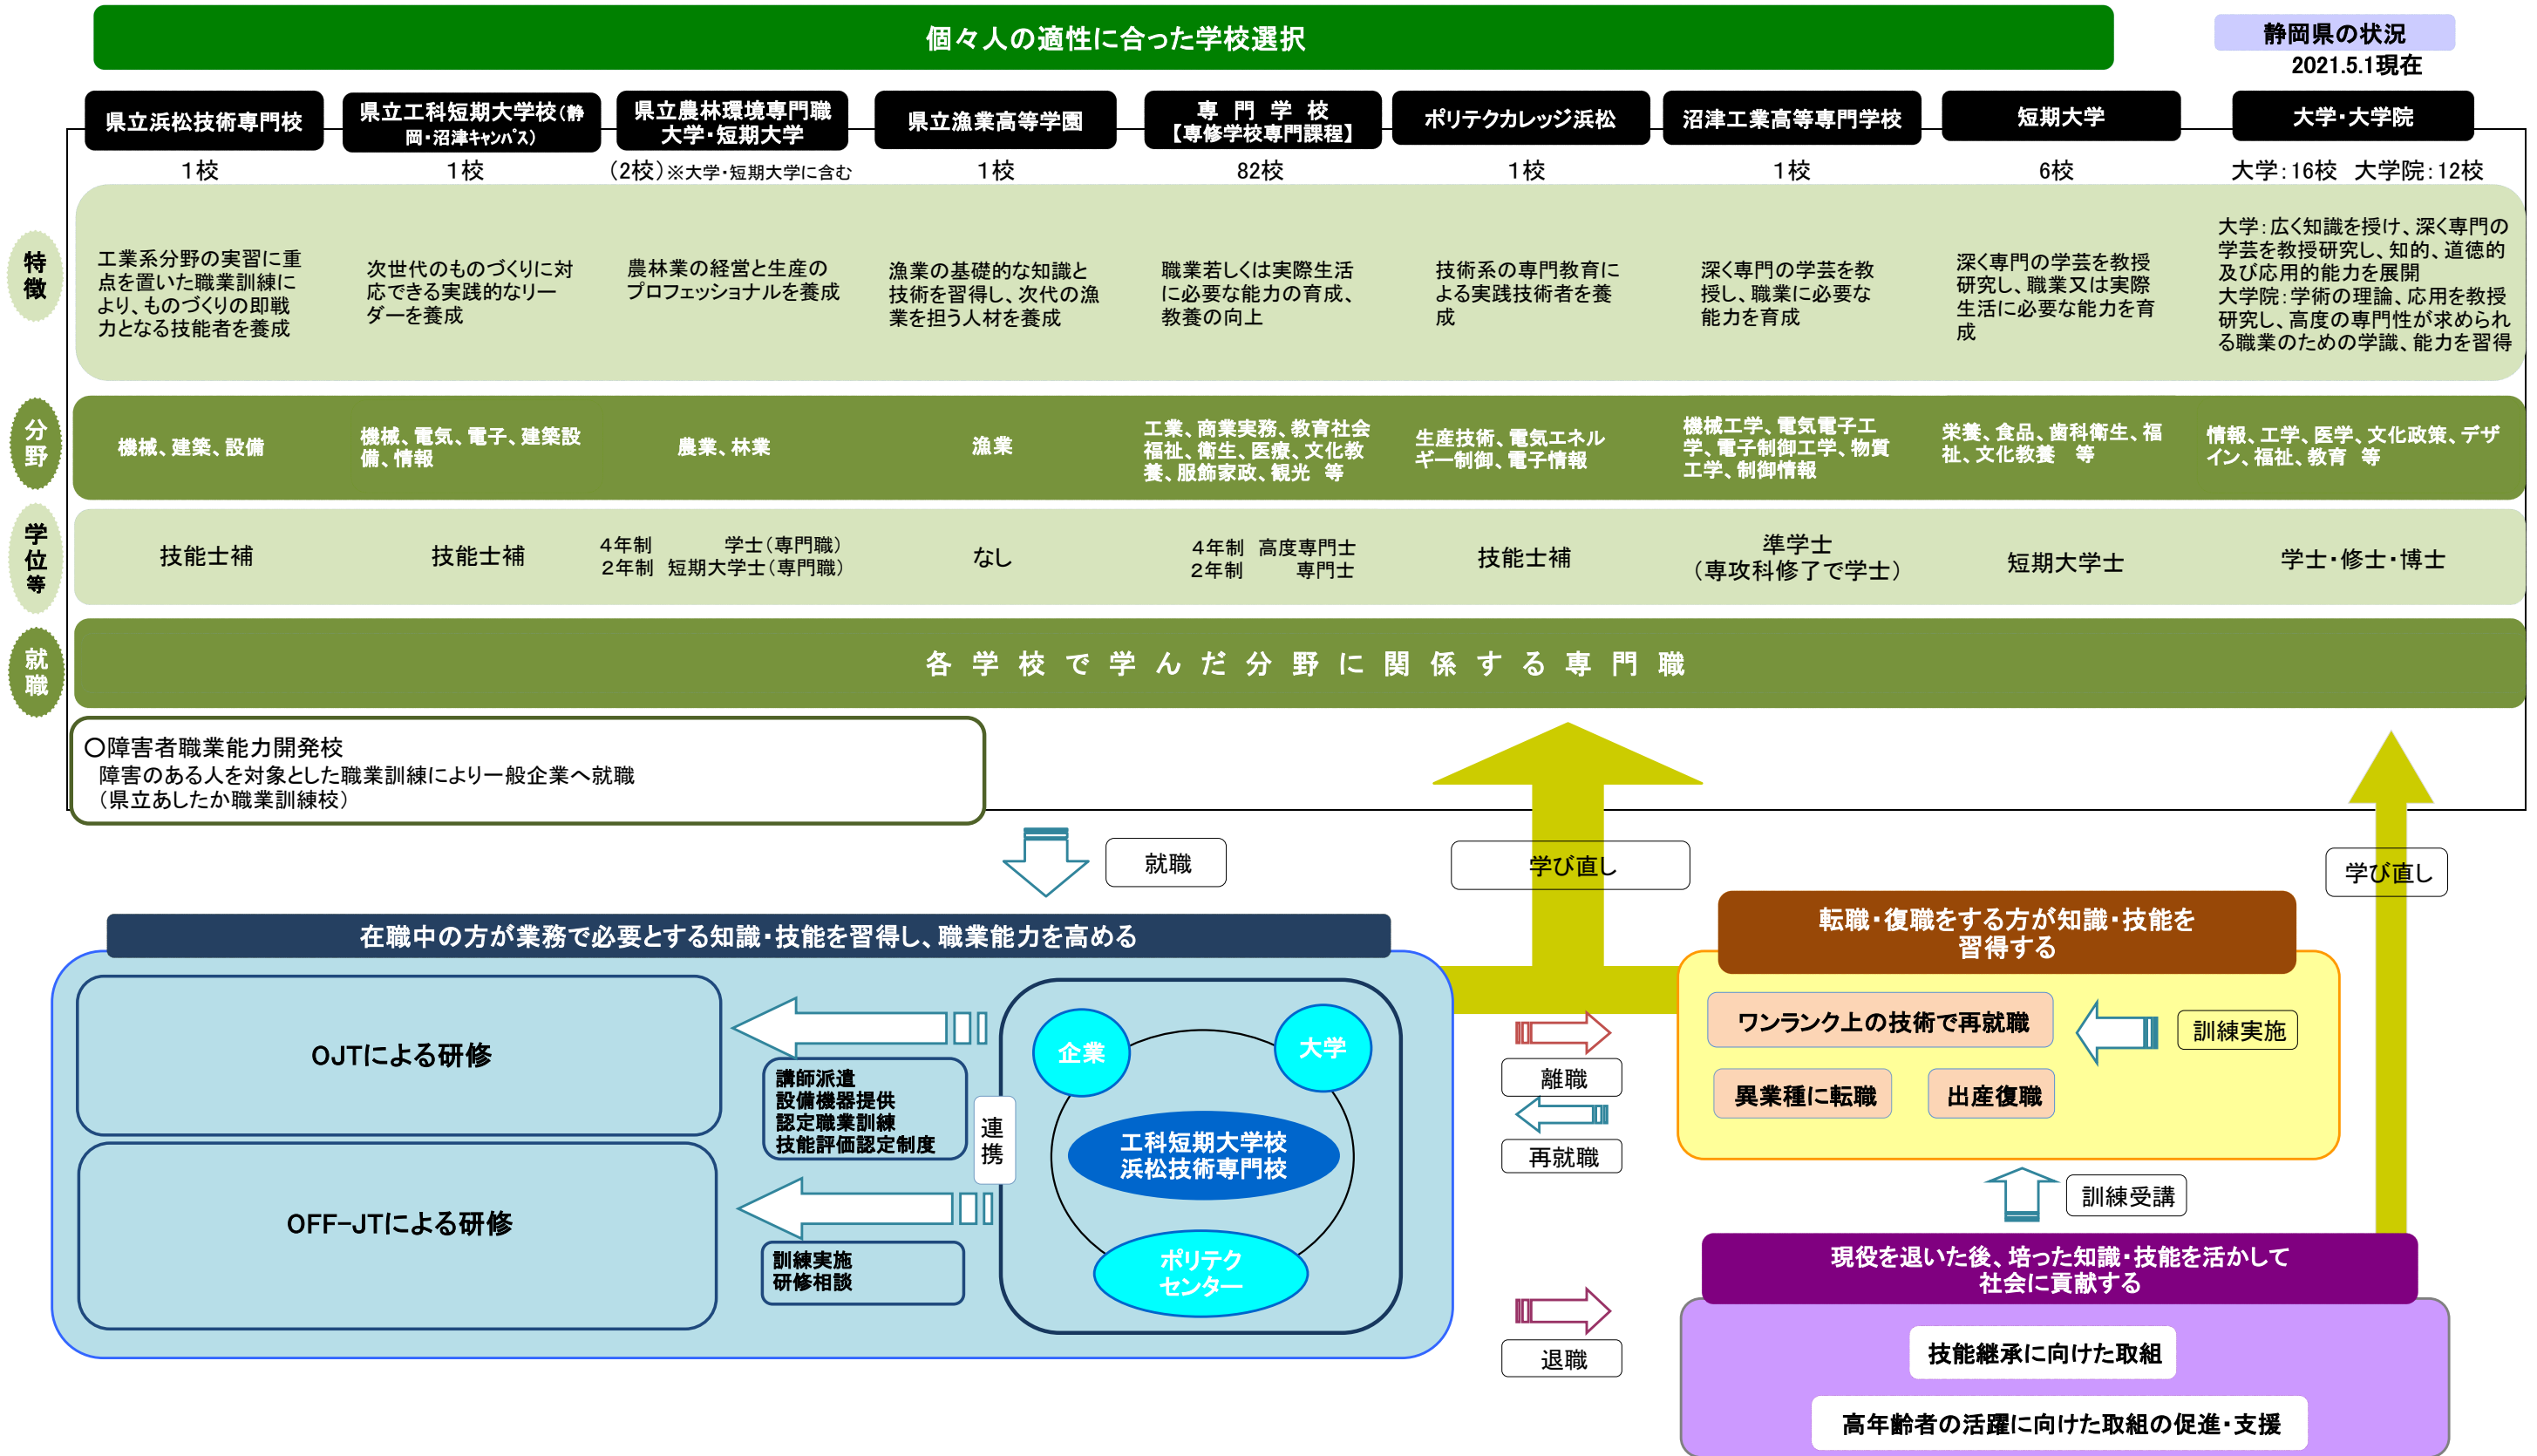 個々人の適性に合った学校選択
静岡県の状況
2021.5.1現在
県立浜松技術専門校
県立工科短期大学校(静
岡・沼津キャンパス)
県立農林環境専門職
大学・短期大学
県立漁業高等学園
専 門 学 校
【専修学校専門課程】
ポリテクカレッジ浜松
沼津工業高等専門学校
短期大学
大学・大学院
1校
1校
(2校)※大学・短期大学に含む
1校
82校
1校
1校
6校
大学:16校 大学院:12校
特徴
工業系分野の実習に重
点を置いた職業訓練に
より、ものづくりの即戦
力となる技能者を養成
次世代のものづくりに対
応できる実践的なリー
ダーを養成
農林業の経営と生産の
プロフェッショナルを養成
漁業の基礎的な知識と
技術を習得し、次代の漁
業を担う人材を養成
職業若しくは実際生活
に必要な能力の育成、
教養の向上
技術系の専門教育に
よる実践技術者を養
成
深く専門の学芸を教
授し、職業に必要な
能力を育成
深く専門の学芸を教授
研究し、職業又は実際
生活に必要な能力を育
成
大学:広く知識を授け、深く専門の
学芸を教授研究し、知的、道徳的
及び応用的能力を展開
大学院:学術の理論、応用を教授
研究し、高度の専門性が求められ
る職業のための学識、能力を習得
分野
機械、建築、設備
機械、電気、電子、建築設
備、情報
農業、林業
漁業
工業、商業実務、教育社会
福祉、衛生、医療、文化教
養、服飾家政、観光 等
生産技術、電気エネル
ギー制御、電子情報
機械工学、電気電子工
学、電子制御工学、物質
工学、制御情報
栄養、食品、歯科衛生、福
祉、文化教養 等
情報、工学、医学、文化政策、デザ
イン、福祉、教育 等
学位等
技能士補
技能士補
4年制 学士(専門職)
2年制 短期大学士(専門職)
なし
4年制 高度専門士
2年制 専門士
技能士補
準学士
(専攻科修了で学士)
短期大学士
学士・修士・博士
就職
各学校で学んだ分野に関係する専門職
○障害者職業能力開発校
障害のある人を対象とした職業訓練により一般企業へ就職
(県立あしたか職業訓練校)
就職
学び直し
学び直し
在職中の方が業務で必要とする知識・技能を習得し、職業能力を高める
OJTによる研修
OFF-JTによる研修
講師派遣
設備機器提供
認定職業訓練
技能評価認定制度
訓練実施
研修相談
連携
企業
大学
工科短期大学校
浜松技術専門校
ポリテク
センター
離職
再就職
退職
転職・復職をする方が知識・技能を
習得する
ワンランク上の技術で再就職
訓練実施
異業種に転職
出産復職
訓練受講
現役を退いた後、培った知識・技能を活かして
社会に貢献する
技能継承に向けた取組
高年齢者の活躍に向けた取組の促進・支援